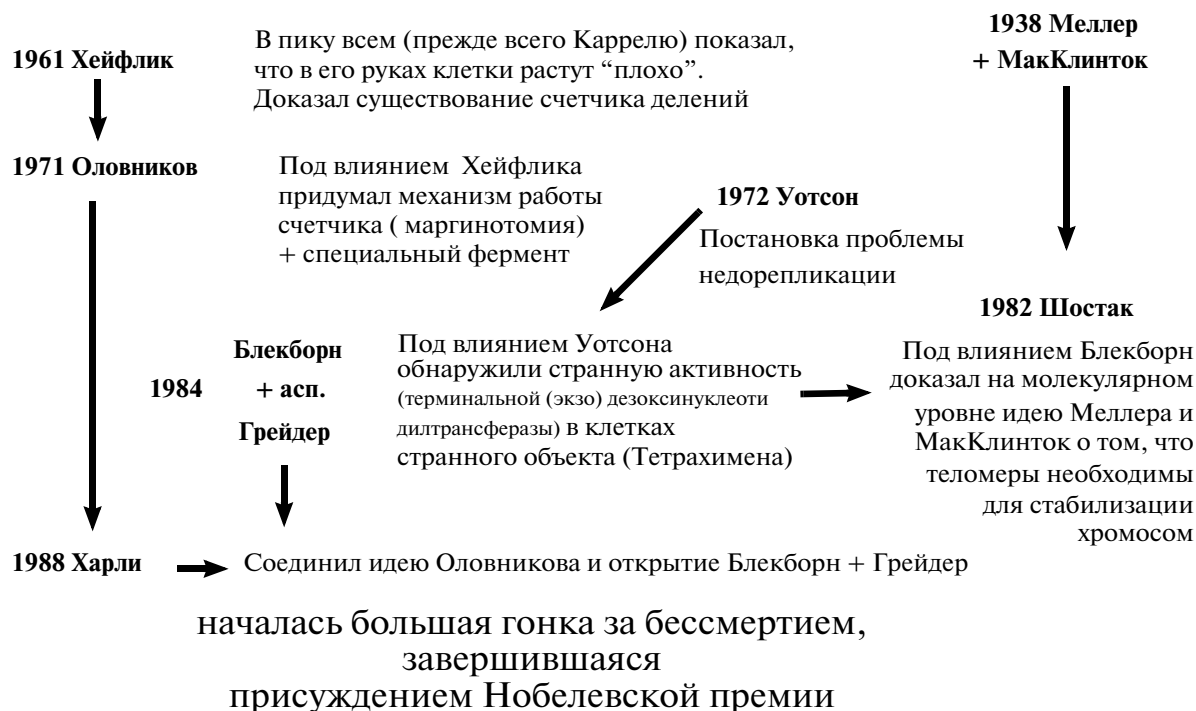 1961 Хейфлик
В пику всем (прежде всего Каррелю) показал,
что в его руках клетки растут “плохо”.
Доказал существование счетчика делений
1938 Меллер
+ МакКлинток
1971 Оловников
Под влиянием Хейфлика
придумал механизм работы
счетчика ( маргинотомия)
+ специальный фермент
1972 Уотсон
Постановка проблемы
недорепликации
1982 Шостак
Под влиянием Блекборн
доказал на молекулярном
уровне идею Меллера и
МакКлинток о том, что
теломеры необходимы
для стабилизации
хромосом
1984
Блекборн
+ асп.
Грейдер
Под влиянием Уотсона
обнаружили странную активность
(терминальной (экзо) дезоксинуклеоти
дилтрансферазы) в клетках
странного объекта (Тетрахимена)
1988 Харли
Соединил идею Оловникова и открытие Блекборн + Грейдер
началась большая гонка за бессмертием,
завершившаяся
присуждением Нобелевской премии